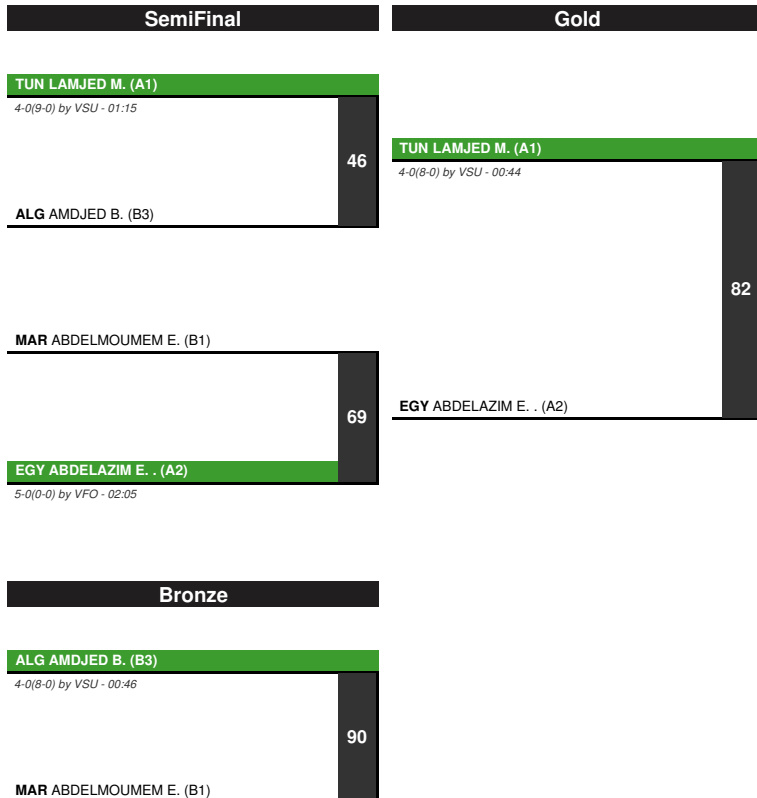 SemiFinal
Gold
TUN LAMJED M. (A1)
4-0(9-0) by VSU - 01:15
46
ALG AMDJED B. (B3)
TUN LAMJED M. (A1)
4-0(8-0) by VSU - 00:44
82
EGY ABDELAZIM E. . (A2)
MAR ABDELMOUMEM E. (B1)
69
EGY ABDELAZIM E. . (A2)
5-0(0-0) by VFO - 02:05
Bronze
ALG AMDJED B. (B3)
4-0(8-0) by VSU - 00:46
90
MAR ABDELMOUMEM E. (B1)